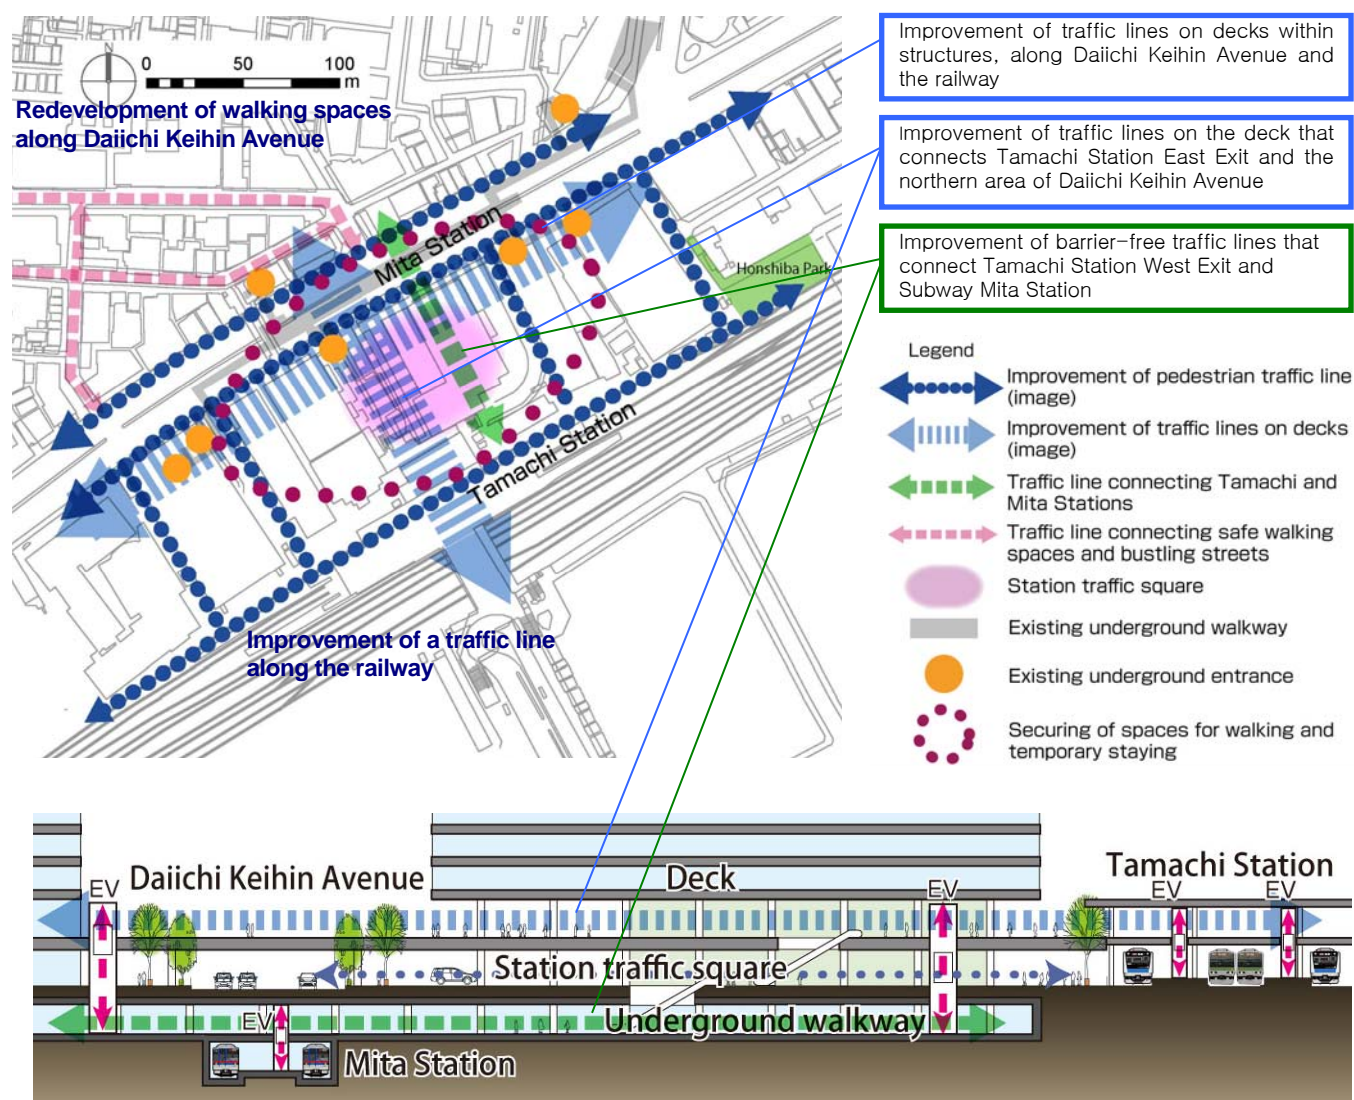 N
0 50 100
m
Redevelopment of walking spaces
along Daiichi Keihin Avenue
Mita Station
Honshiba Park
Tamachi Station
Improvement of a traffic line
along the railway
Improvement of traffic lines on decks within
structures, along Daiichi Keihin Avenue and
the railway
Improvement of traffic lines on the deck that
connects Tamachi Station East Exit and the
northern area of Daiichi Keihin Avenue
Improvement of barrier-free traffic lines that
connect Tamachi Station West Exit and
Subway Mita Station
Legend
Improvement of pedestrian traffic line
(image)
Improvement of traffic lines on decks
(image)
Traffic line connecting Tamachi and
Mita Stations
Traffic line connecting safe walking
spaces and bustling streets
Station traffic square
Existing underground walkway
Existing underground entrance
Securing of spaces for walking and
temporary staying
Daiichi Keihin Avenue
Deck
Tamachi Station
EV
EV
EV
EV
Station traffic square
EV
Underground walkway
Mita Station